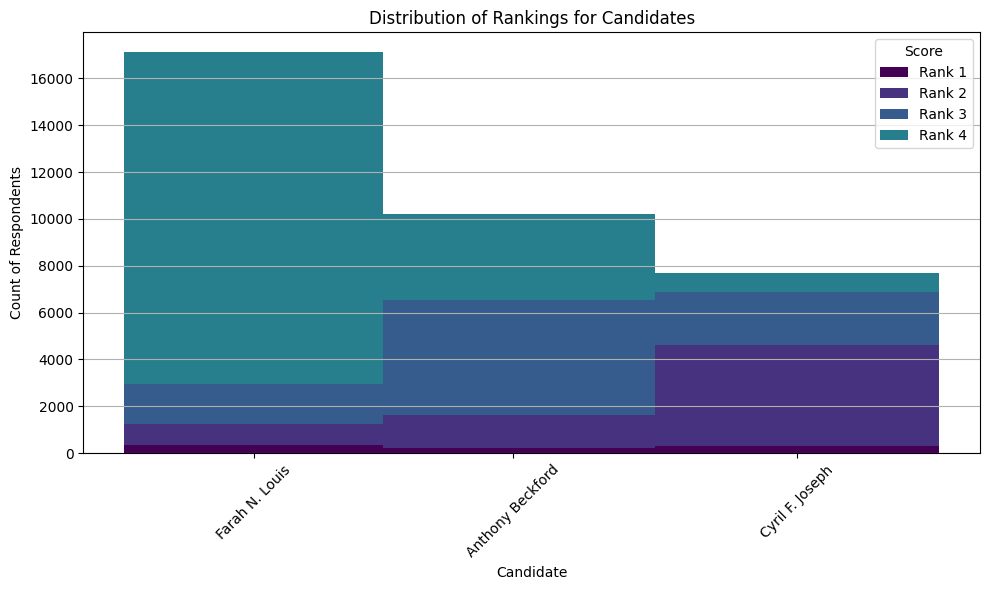 Distribution of Rankings for Candidates
Score
Rank 1
Rank 2
Rank 3
Rank 4
Count of Respondents
16000
14000
12000
10000
8000
6000
4000
2000
0
Farah N. Louis
Anthony Beckford
Cyril F. Joseph
Candidate